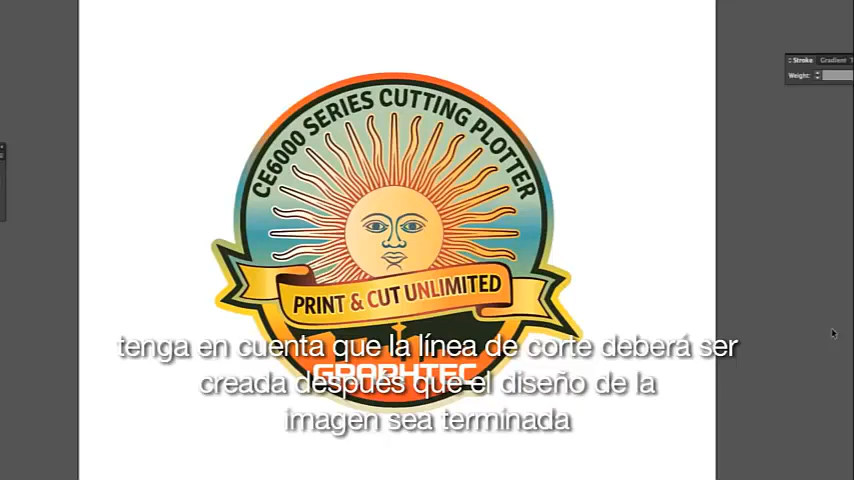 Stroke Gradient
Weight:
CE6000 SERIES CUTTING PLOTTER
PRINT & CUT UNLIMITED
GRAPHTEC
tenga en cuenta que la línea de corte deberá ser
creada después que el diseño de la
imagen sea terminada